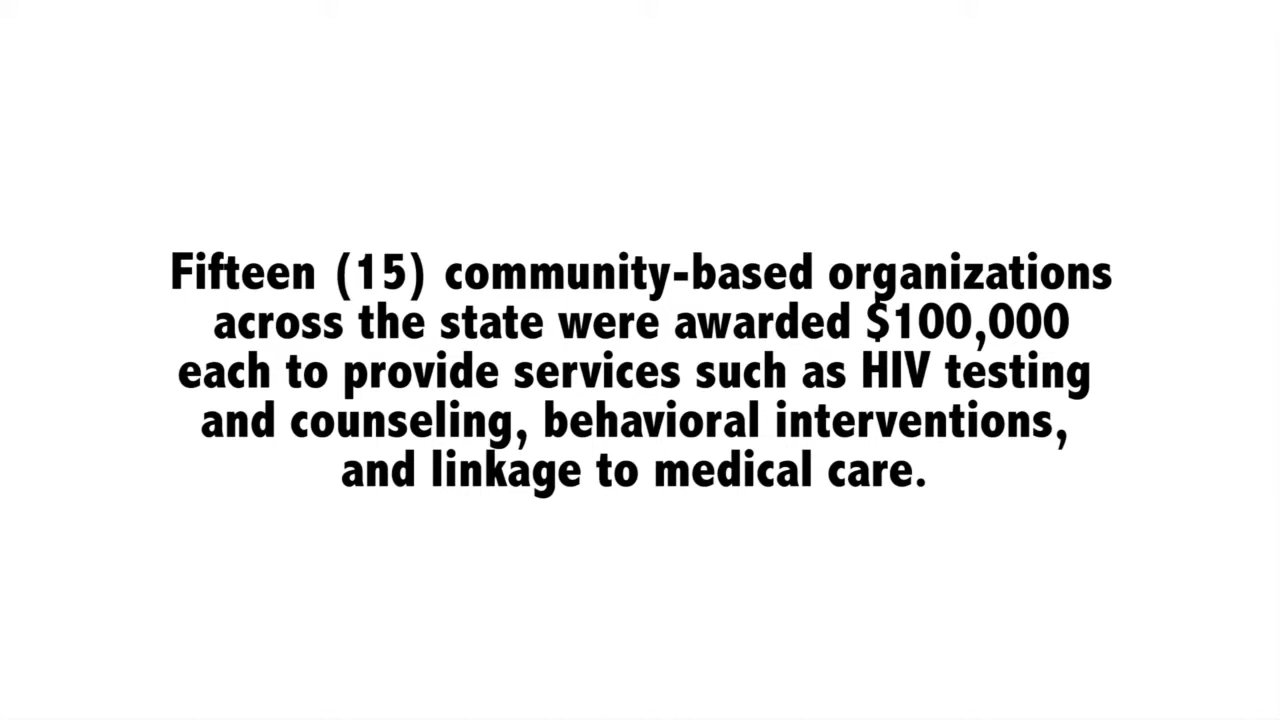 Fifteen (15) community-based organizations
across the state were awarded $100,000
each to provide services such as HIV testing
and counseling, behavioral interventions,
and linkage to medical care.